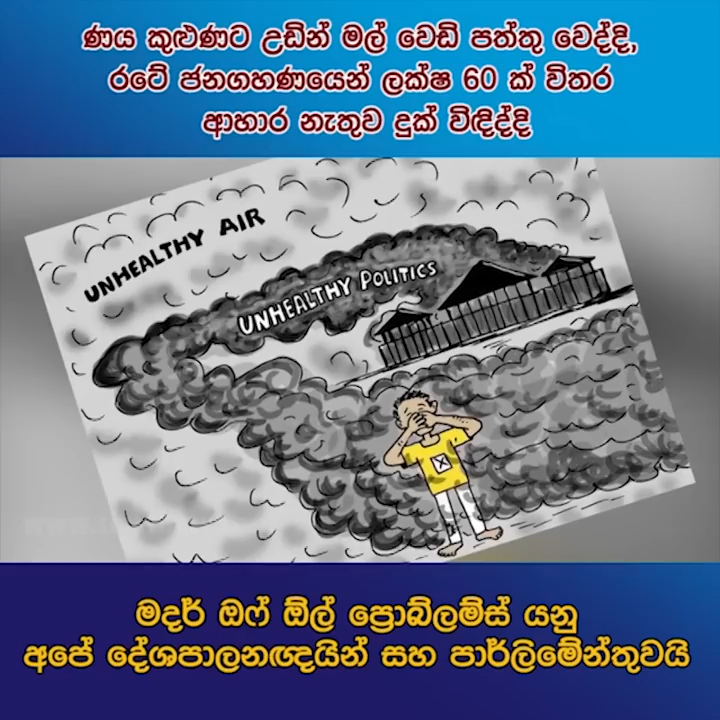 ණය කුළුණට උඩින් මල් වෙඩි පත්තු වෙද්දි,
රටේ ජනගහණයෙන් ලක්ෂ 60 ක් විතර
ආහාර නැතුව දුක් විඳිද්දි
UNHEALTHY AIR
UNHEALTHY POLITICS
මදර් ඔෆ් ඕල් ප්‍රොබ්ලම්ස් යනු
අපේ දේශපාලනඥයින් සහ පාර්ලිමේන්තුවයි